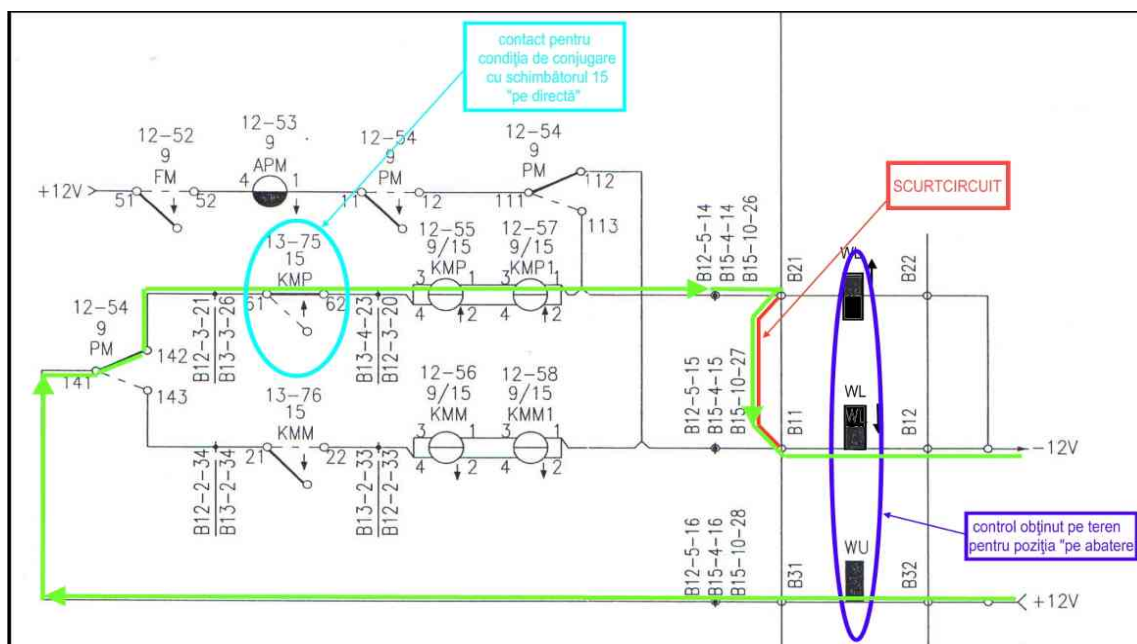 contact pentru
condiția de conjugare
cu schimbătorul 15
"pe directă"
12-52
9
FM
12-53
9
APM
12-54
9
PM
12-54
9
PM
+12V
51
52
4
1
11
12
111
112
113
SCURTCIRCUIT
13-75
15
KMP
12-55
9/15
KMP
12-57
9/15
KMP1
61
62
3
1
4
2
3
1
4
2
B12-5-14
B15-4-14
B15-10-26
B21
WL
B22
12-54
9
PM
141
142
143
B12-3-21
B13-3-26
B13-4-23
B12-3-20
13-76
15
KMM
12-56
9/15
KMM
12-58
9/15
KMM1
21
22
3
1
4
2
3
1
4
2
B12-2-34
B13-2-34
B13-2-33
B12-2-33
B12-5-15
B15-4-15
B15-10-27
B11
WL
WL
B12
-12V
control obținut pe teren
pentru poziția "pe abatere
B12-5-16
B15-4-16
B15-10-28
B31
WU
B32
+12V